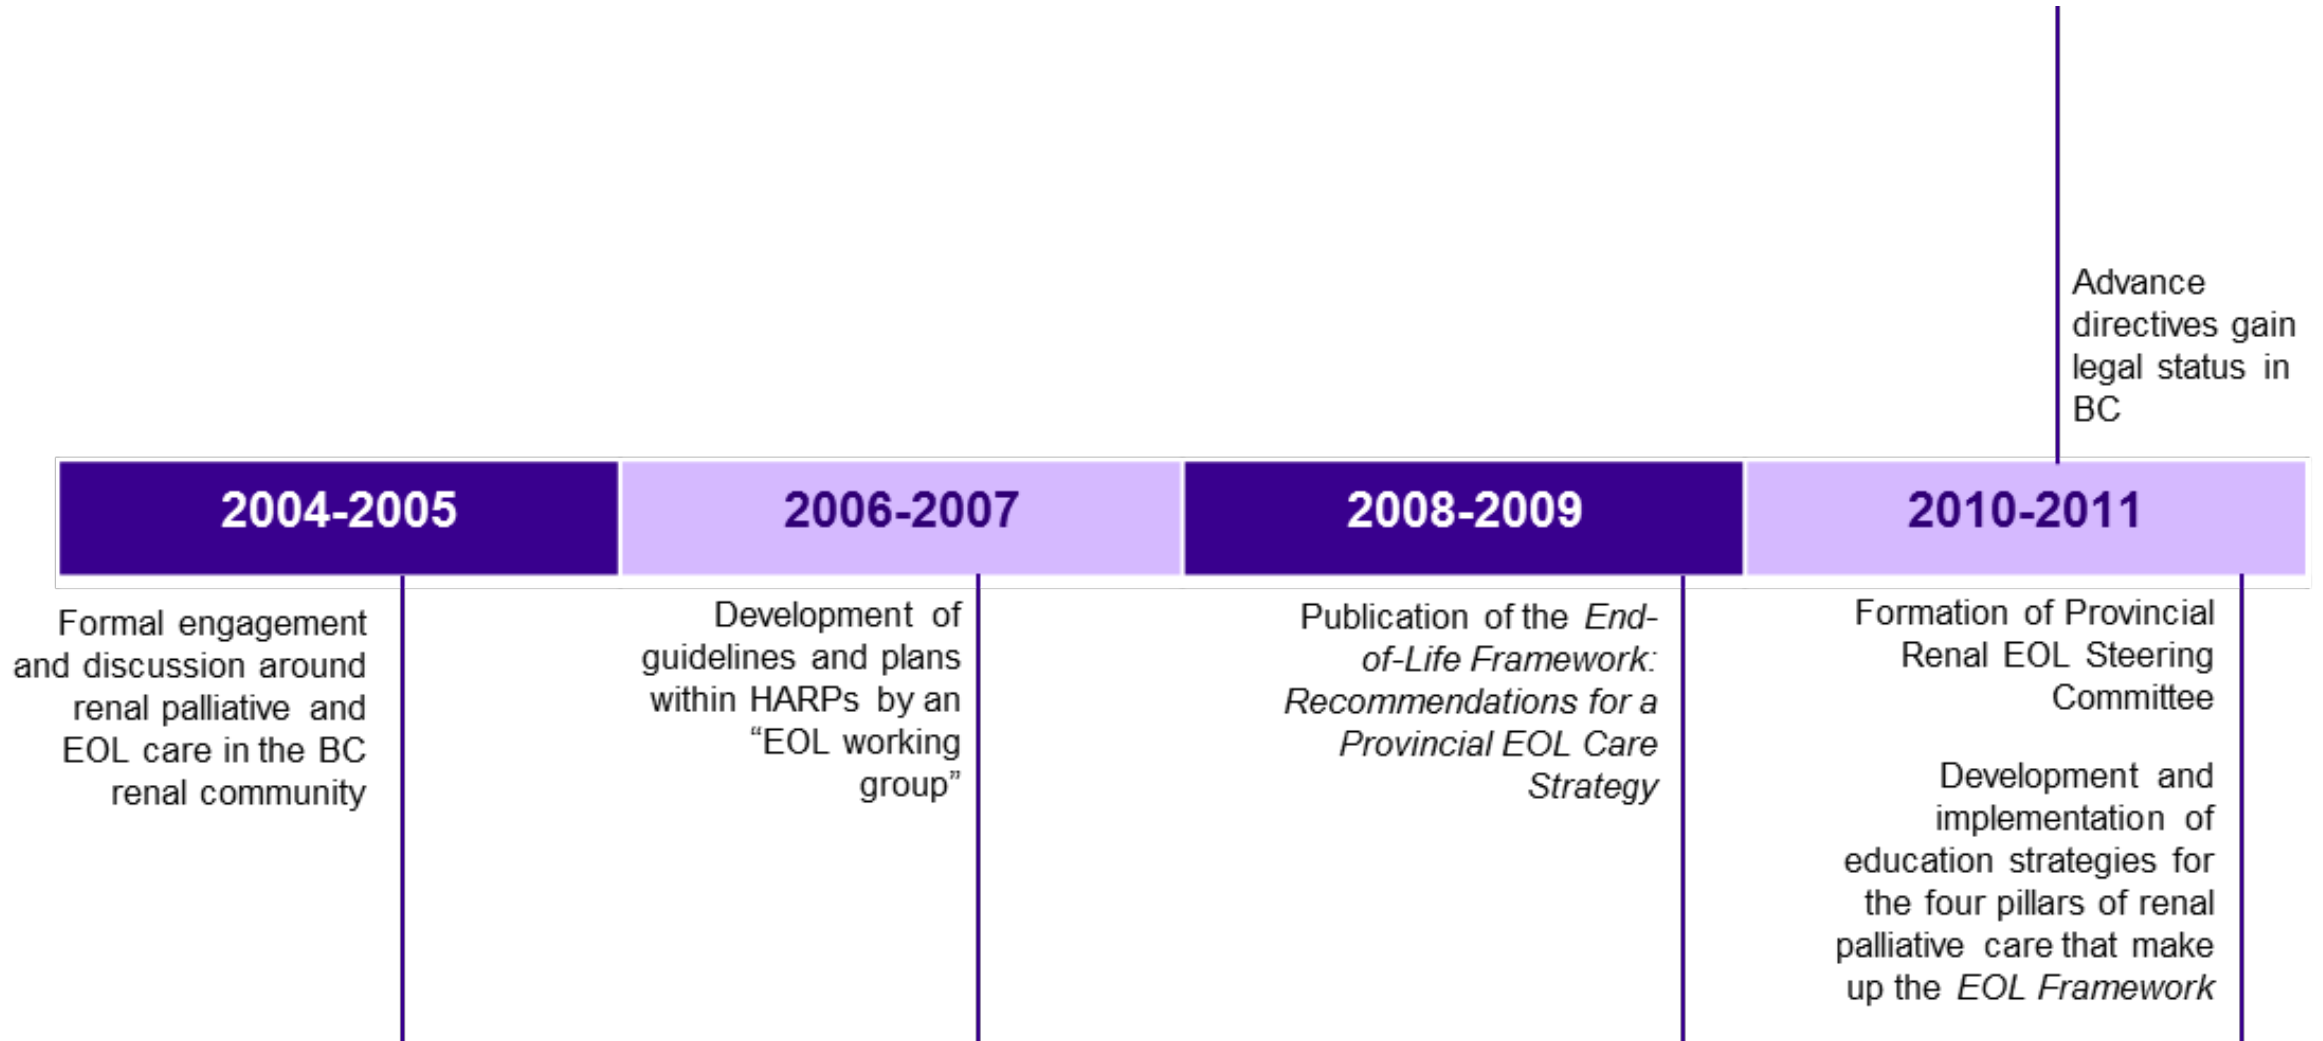 Advance
directives gain
legal status in
BC
2004-2005
2006-2007
2008-2009
2010-2011
Formal engagement
and discussion around
renal palliative and
EOL care in the BC
renal community
Development of
guidelines and plans
within HARPs by an
“EOL working
group”
Publication of the End-
of-Life Framework:
Recommendations for a
Provincial EOL Care
Strategy
Formation of Provincial
Renal EOL Steering
Committee
Development and
implementation of
education strategies for
the four pillars of renal
palliative care that make
up the EOL Framework